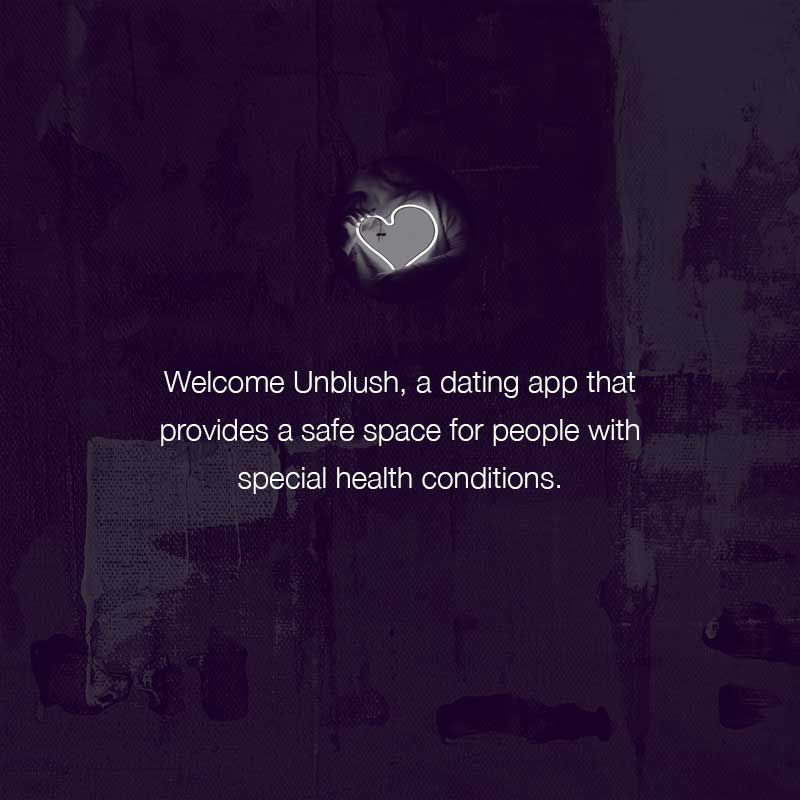 Welcome Unblush, a dating app that
provides a safe space for people with
special health conditions.